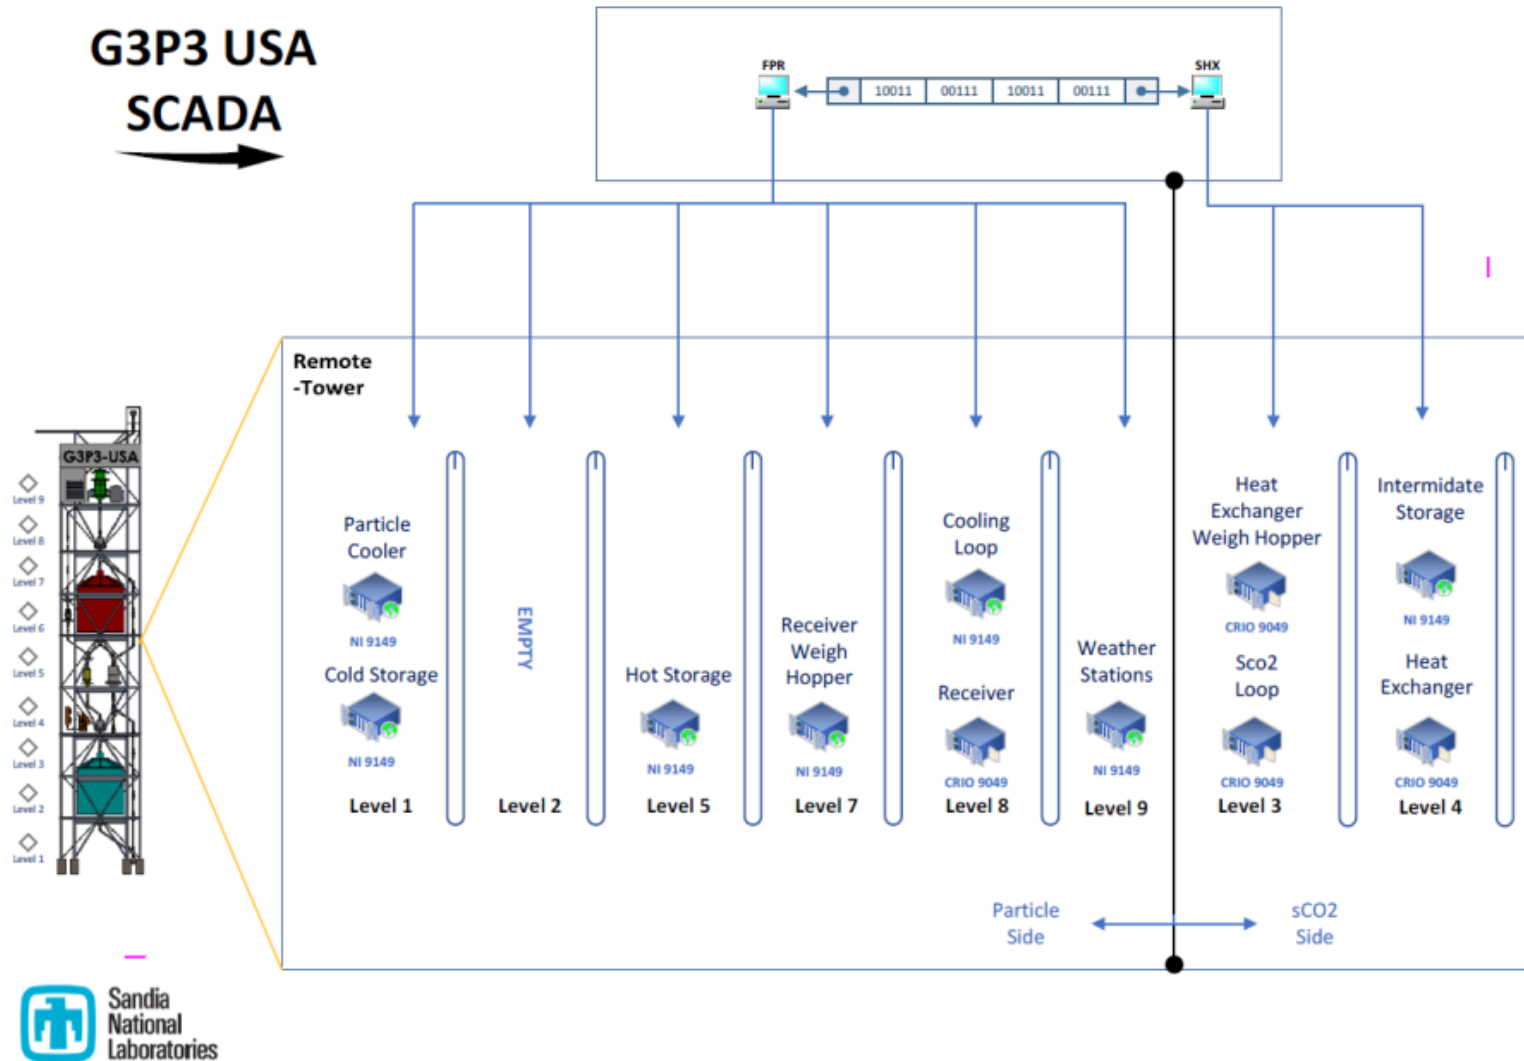 G3P3 USA
SCADA
FPR
SHX
10011
00111
10011
00111
Remote
-Tower
G3P3-USA
Level 9
Level 8
Level 7
Level 6
Level 5
Level 4
Level 3
Level 2
Level 1
Particle
Cooler
NI 9149
Cold Storage
NI 9149
Level 1
EMPTY
Level 2
Hot Storage
NI 9149
Level 5
Receiver
Weigh
Hopper
NI 9149
Level 7
Cooling
Loop
NI 9149
Receiver
CRIO 9049
Level 8
Weather
Stations
NI 9149
Level 9
Heat
Exchanger
Weigh Hopper
CRIO 9049
Sco2
Loop
CRIO 9049
Level 3
Intermidate
Storage
NI 9149
Heat
Exchanger
CRIO 9049
Level 4
Particle
Side
sCO2
Side
Sandia
National
Laboratories